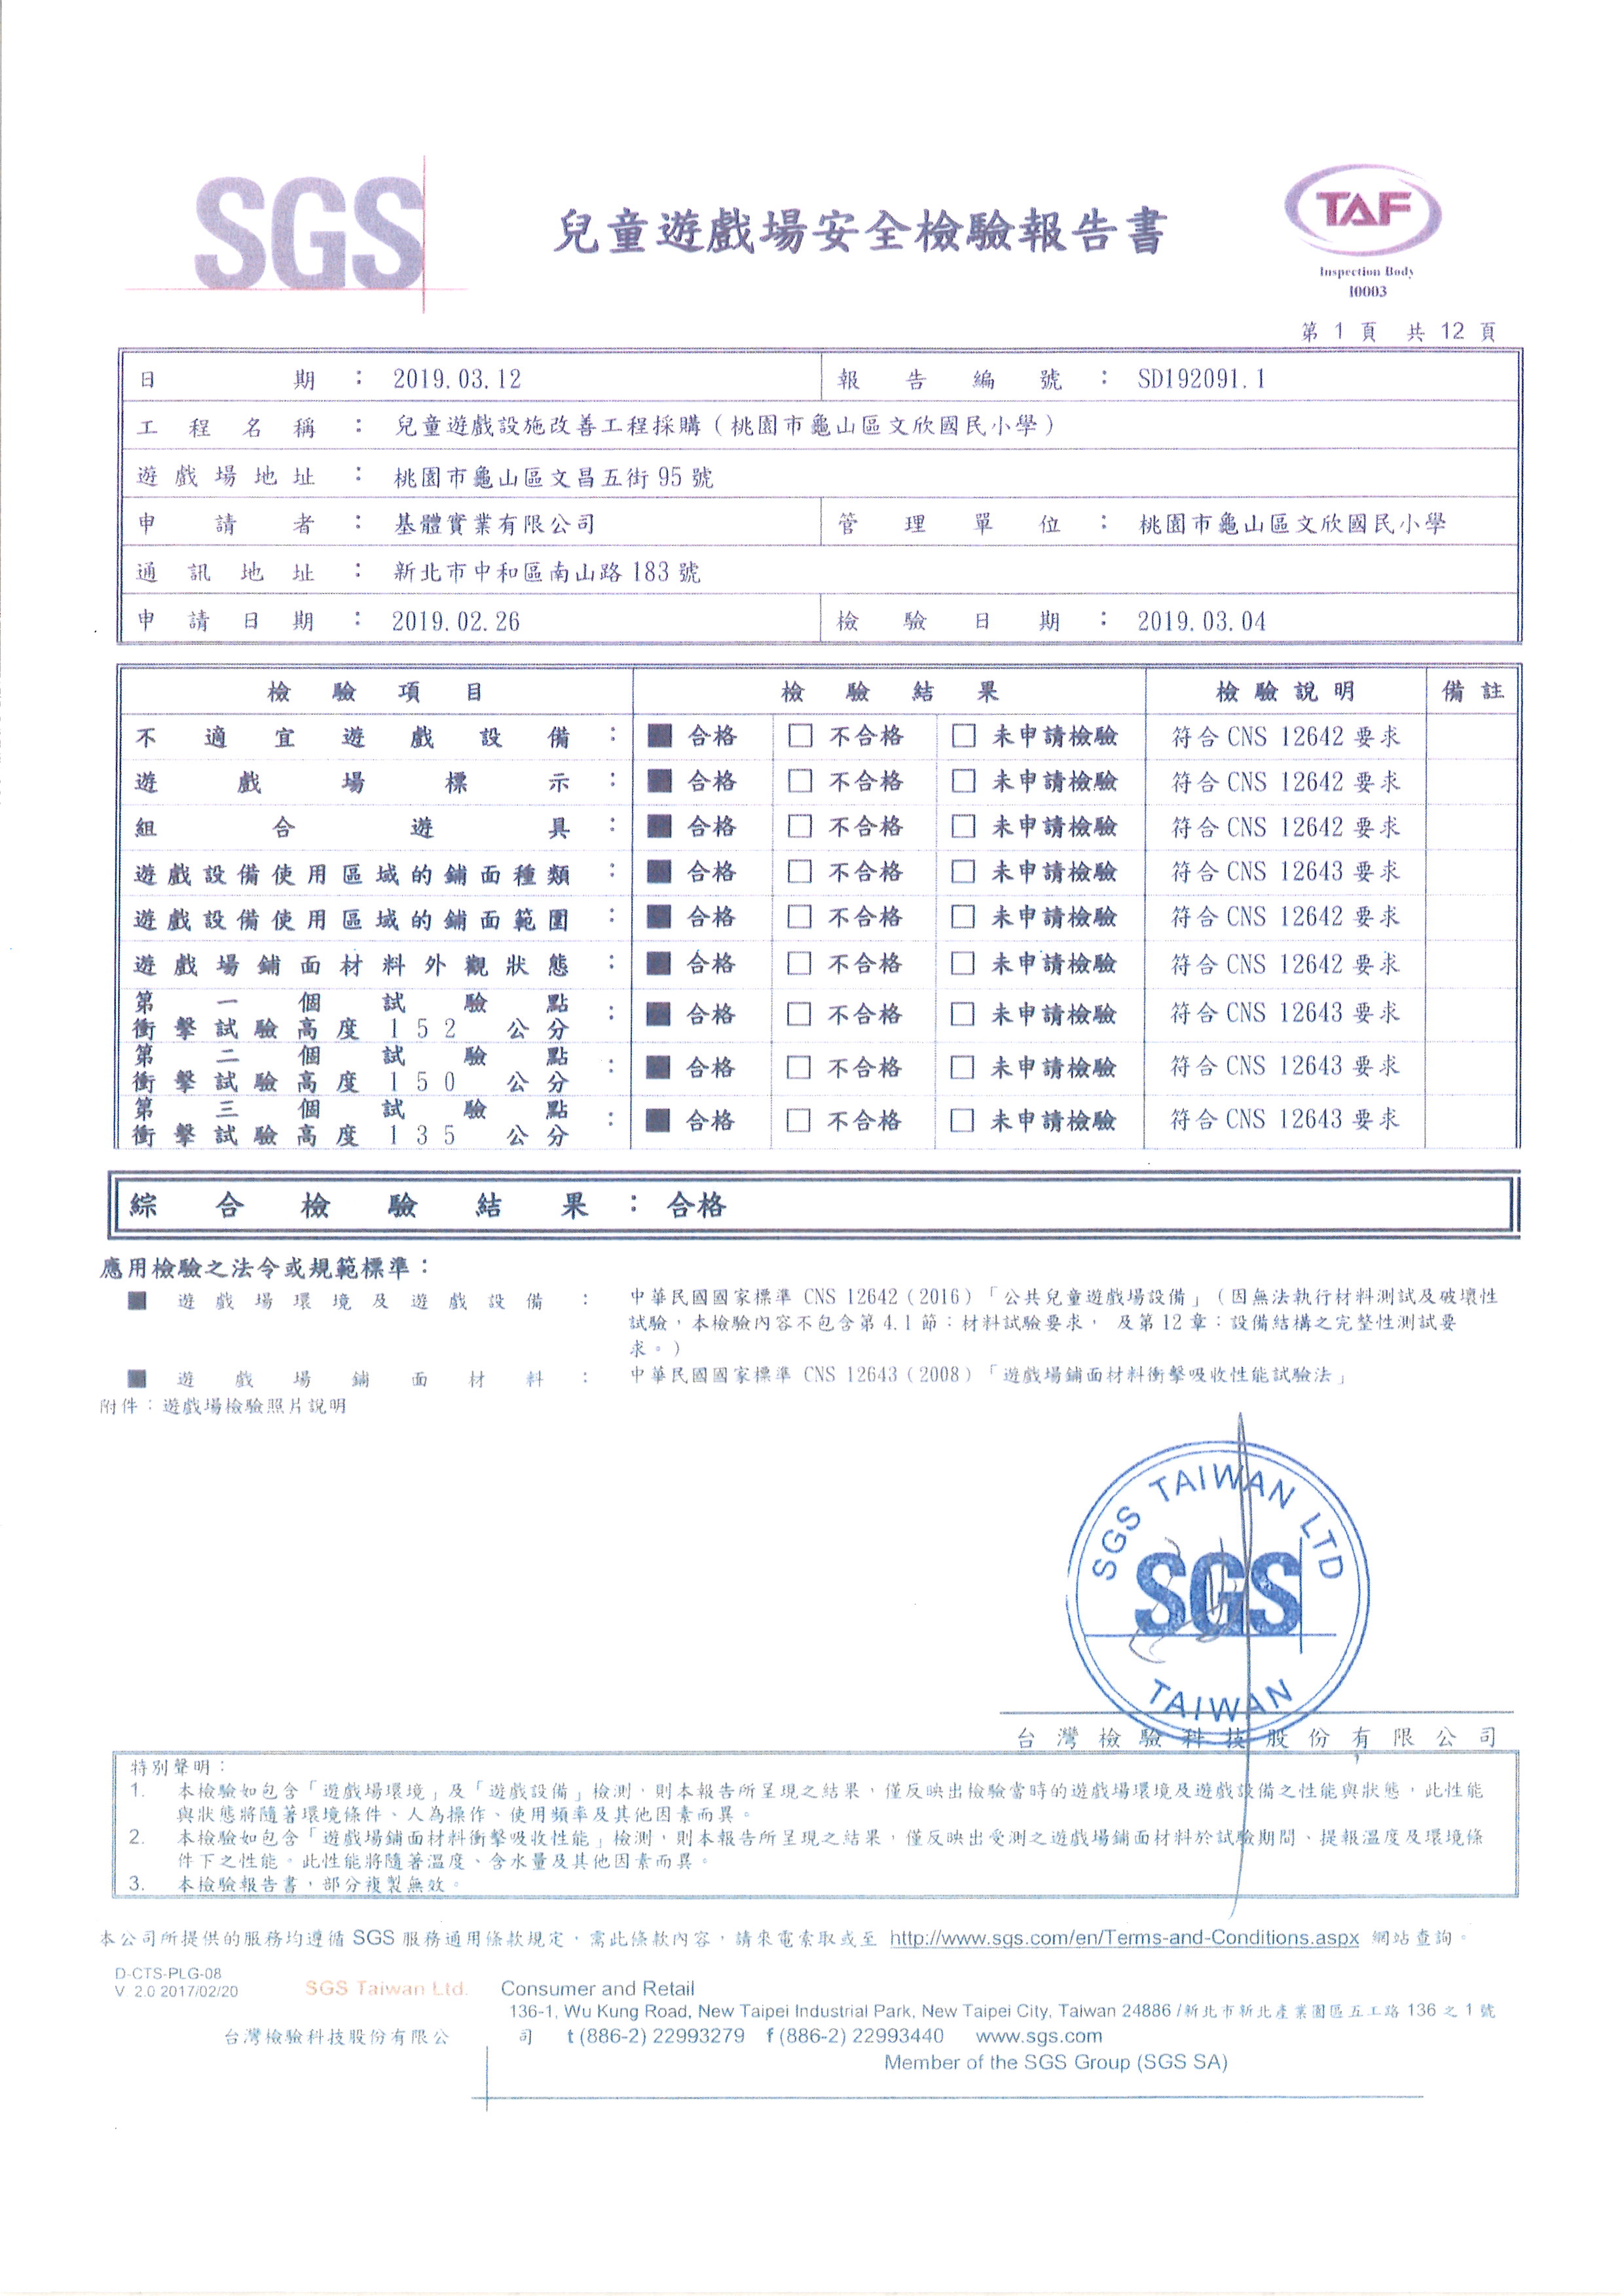 SGS
兒童遊戲場安全檢驗報告書
TAF
Inspection Body
I0003
第 1 頁 共 12 頁
日期：2019.03.12 報告編號：SD192091.1
工程名稱：兒童遊戲設施改善工程採購（桃園市龜山區文欣國民小學）
遊戲場地址：桃園市龜山區文昌五街 95 號
申請者：基體實業有限公司 管理單位：桃園市龜山區文欣國民小學
通訊地址：新北市中和區南山路 183 號
申請日期：2019.02.26 檢驗日期：2019.03.04
檢驗項目 檢驗結果 檢驗說明 備註
不適宜遊戲設備：■ 合格 □ 不合格 □ 未申請檢驗 符合 CNS 12642 要求
遊戲場標示：■ 合格 □ 不合格 □ 未申請檢驗 符合 CNS 12642 要求
組合遊具：■ 合格 □ 不合格 □ 未申請檢驗 符合 CNS 12642 要求
遊戲設備使用區域的鋪面種類：■ 合格 □ 不合格 □ 未申請檢驗 符合 CNS 12643 要求
遊戲設備使用區域的鋪面範圍：■ 合格 □ 不合格 □ 未申請檢驗 符合 CNS 12642 要求
遊戲場鋪面材料外觀狀態：■ 合格 □ 不合格 □ 未申請檢驗 符合 CNS 12642 要求
第一個試驗點
衝擊試驗高度 152 公分：■ 合格 □ 不合格 □ 未申請檢驗 符合 CNS 12643 要求
第二個試驗點
衝擊試驗高度 150 公分：■ 合格 □ 不合格 □ 未申請檢驗 符合 CNS 12643 要求
第三個試驗點
衝擊試驗高度 135 公分：■ 合格 □ 不合格 □ 未申請檢驗 符合 CNS 12643 要求
綜合檢驗結果：合格
應用檢驗之法令或規範標準：
■ 遊戲場環境及遊戲設備：中華民國國家標準 CNS 12642（2016）「公共兒童遊戲場設備」（因無法執行材料測試及破壞性
試驗，本檢驗內容不包含第 4.1 節：材料試驗要求， 及第 12 章：設備結構之完整性測試要
求。）
■ 遊戲場鋪面材料：中華民國國家標準 CNS 12643（2008）「遊戲場鋪面材料衝擊吸收性能試驗法」
附件：遊戲場檢驗照片說明
SGS TAIWAN LTD
SGS
TAIWAN
台灣檢驗科技股份有限公司
特別聲明：
1. 本檢驗如包含「遊戲場環境」及「遊戲設備」檢測，則本報告所呈現之結果，僅反映出檢驗當時的遊戲場環境及遊戲設備之性能與狀態，此性能
與狀態將隨著環境條件、人為操作、使用頻率及其他因素而異。
2. 本檢驗如包含「遊戲場鋪面材料衝擊吸收性能」檢測，則本報告所呈現之結果，僅反映出受測之遊戲場鋪面材料於試驗期間、提報溫度及環境條
件下之性能。此性能將隨著溫度、含水量及其他因素而異。
3. 本檢驗報告書，部分複製無效。
本公司所提供的服務均遵循 SGS 服務通用條款規定，需此條款內容，請來電索取或至 http://www.sgs.com/en/Terms-and-Conditions.aspx 網站查詢。
D-CTS-PLG-08
V. 2.0 2017/02/20
SGS Taiwan Ltd. Consumer and Retail
136-1, Wu Kung Road, New Taipei Industrial Park, New Taipei City, Taiwan 24886 /新北市新北產業園區五工路 136 之 1 號
台灣檢驗科技股份有限公司 t (886-2) 22993279 f (886-2) 22993440 www.sgs.com
Member of the SGS Group (SGS SA)